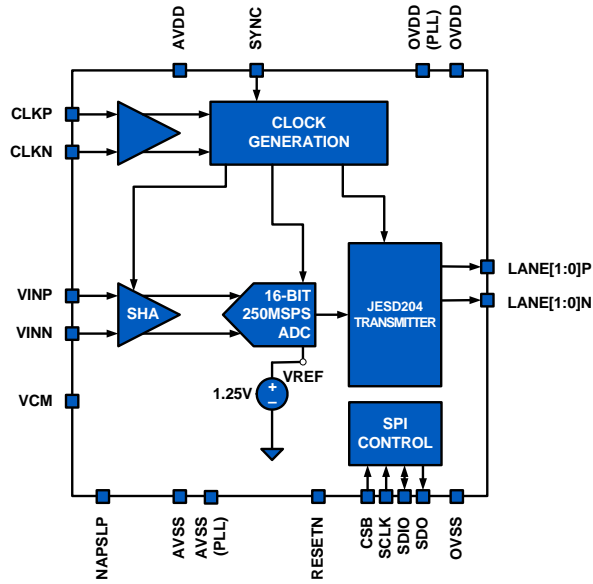 AVDD
SYNC
OVDD
(PLL)
OVDD
CLKP
CLKN
CLOCK
GENERATION
VINP
VINN
SHA
16-BIT
250MSPS
ADC
JESD204
TRANSMITTER
LANE[1:0]P
LANE[1:0]N
VREF
1.25V
+
–
VCM
SPI
CONTROL
NAPSLP
AVSS
AVSS
(PLL)
RESETN
CSB
SCLK
SDIO
SDO
OVSS